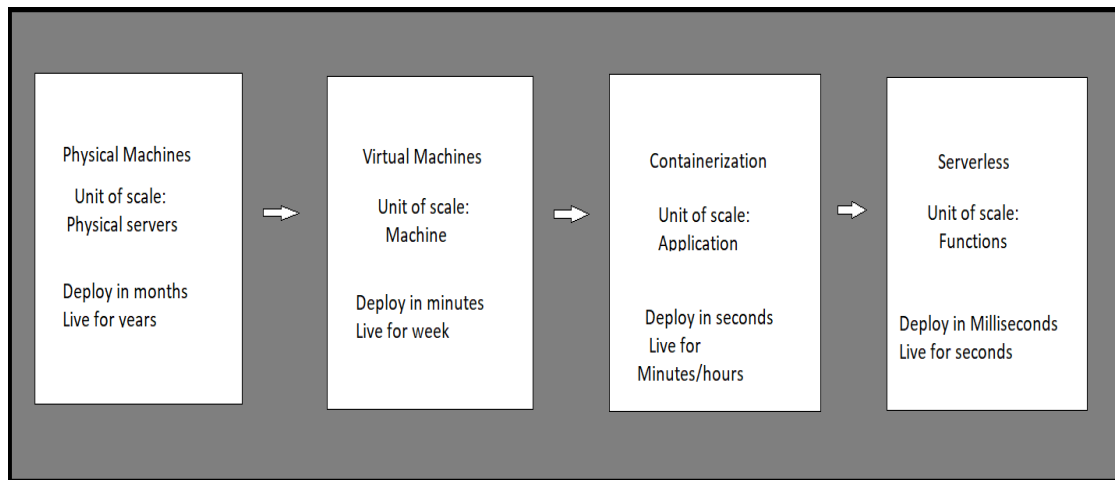 Physical Machines
Unit of scale:
Physical servers
Deploy in months
Live for years
Virtual Machines
Unit of scale:
Machine
Deploy in minutes
Live for week
Containerization
Unit of scale:
Application
Deploy in seconds
Live for
Minutes/hours
Serverless
Unit of scale:
Functions
Deploy in Milliseconds
Live for seconds